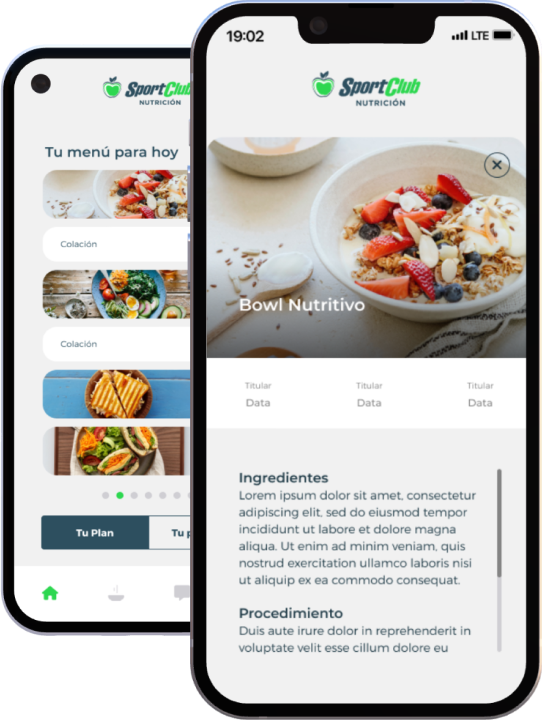 SportClub
NUTRICIÓN
Tu menú para hoy
Colación
Colación
Tu Plan
Tu
19:02
LTE
SportClub
NUTRICIÓN
Bowl Nutritivo
Titular
Titular
Titular
Data
Data
Data
Ingredientes
Lorem ipsum dolor sit amet, consectetur
adipiscing elit, sed do eiusmod tempor
incididunt ut labore et dolore magna
aliqua. Ut enim ad minim veniam, quis
nostrud exercitation ullamco laboris nisi
ut aliquip ex ea commodo consequat.
Procedimiento
Duis aute irure dolor in reprehenderit in
voluptate velit esse cillum dolore eu